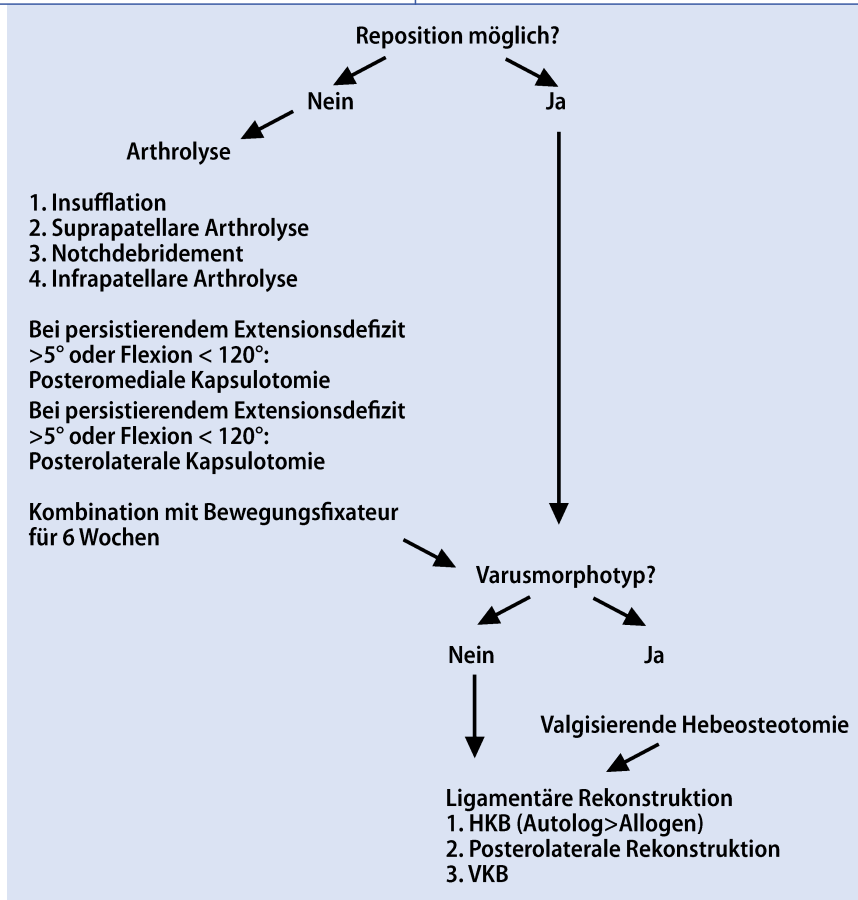 Reposition möglich?
Nein
Ja
Arthrolyse
1. Insufflation
2. Suprapatellare Arthrolyse
3. Notchdebridement
4. Infrapatellare Arthrolyse
Bei persistierendem Extensionsdefizit
>5° oder Flexion < 120°:
Posteromediale Kapsulotomie
Bei persistierendem Extensionsdefizit
>5° oder Flexion < 120°:
Posterolaterale Kapsulotomie
Kombination mit Bewegungsfixateur
für 6 Wochen
Varusmorphotyp?
Nein
Ja
Valgisierende Hebeosteotomie
Ligamentäre Rekonstruktion
1. HKB (Autolog>Allogen)
2. Posterolaterale Rekonstruktion
3. VKB